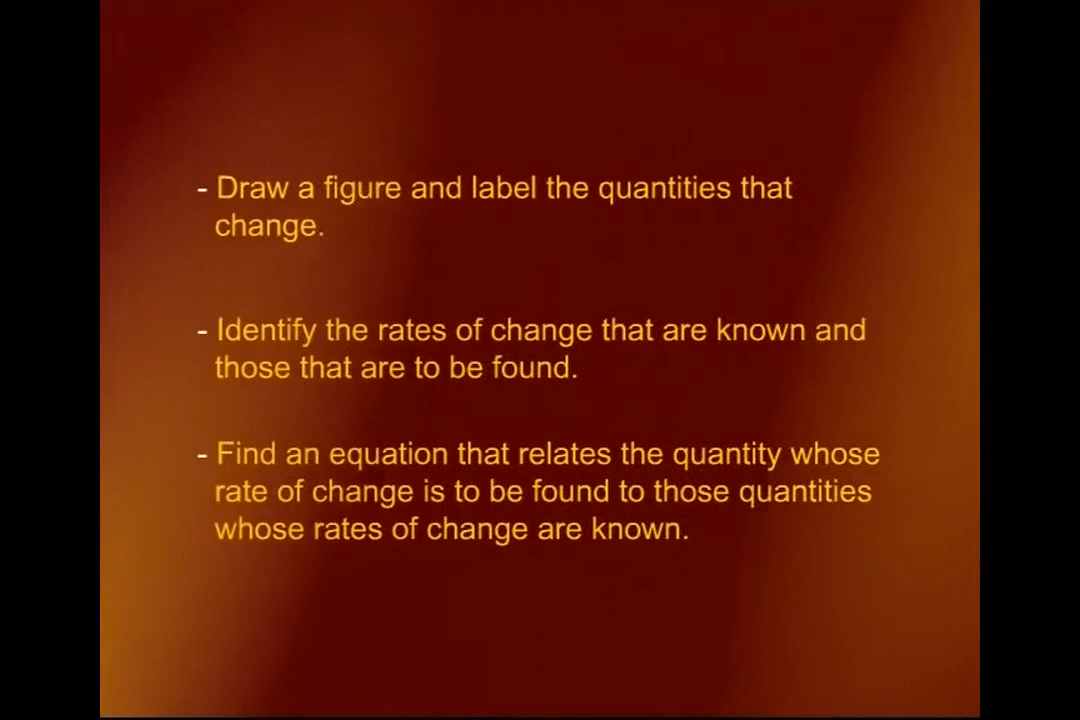 - Draw a figure and label the quantities that
change.
- Identify the rates of change that are known and
those that are to be found.
- Find an equation that relates the quantity whose
rate of change is to be found to those quantities
whose rates of change are known.